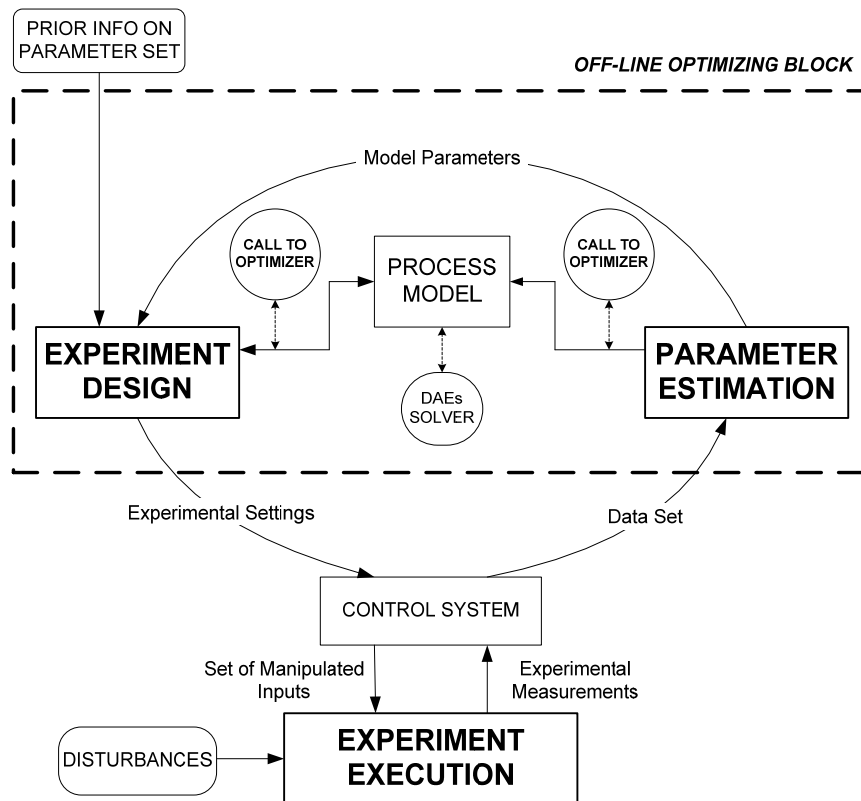 PRIOR INFO ON
PARAMETER SET
OFF-LINE OPTIMIZING BLOCK
Model Parameters
CALL TO
OPTIMIZER
PROCESS
MODEL
CALL TO
OPTIMIZER
EXPERIMENT
DESIGN
PARAMETER
ESTIMATION
DAEs
SOLVER
Experimental Settings
Data Set
CONTROL SYSTEM
Set of Manipulated
Inputs
Experimental
Measurements
DISTURBANCES
EXPERIMENT
EXECUTION